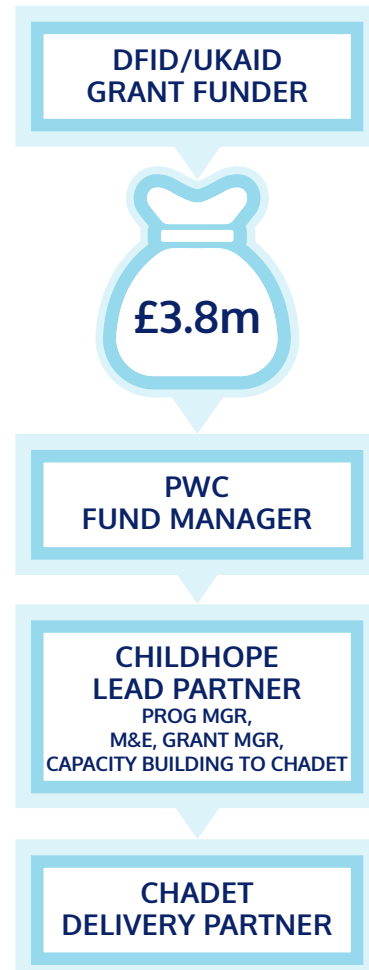 DFID/UKAID
GRANT FUNDER
£3.8m
PWC
FUND MANAGER
CHILDHOPE
LEAD PARTNER
PROG MGR,
M&E, GRANT MGR,
CAPACITY BUILDING TO CHADET
CHADET
DELIVERY PARTNER